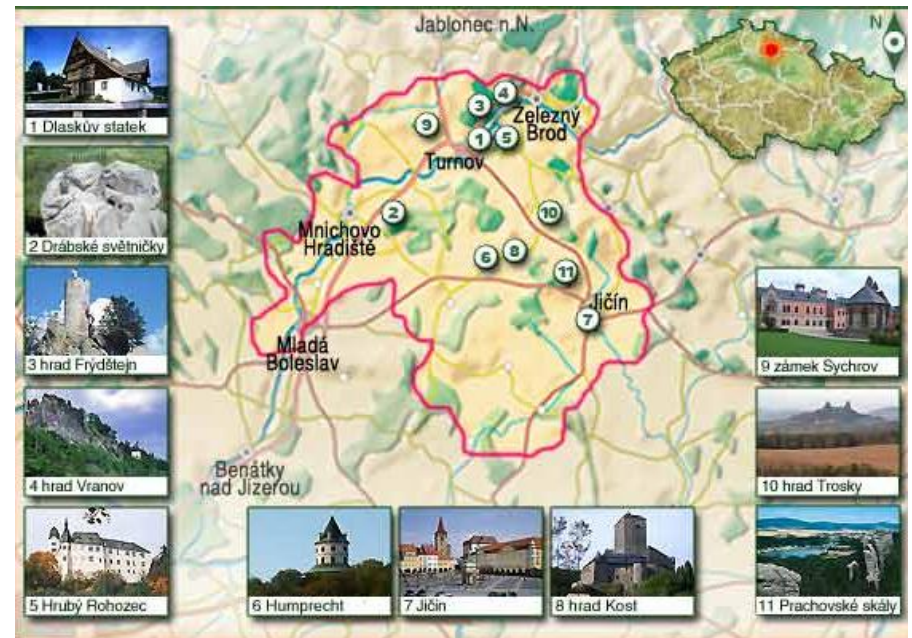 Jablonec n.N.
N
1 Dlaskův statek
4
3
Železný
Brod
9
1
5
Turnov
2 Drábské světničky
2
10
Mnichovo
Hradiště
6
8
11
Jičín
7
3 hrad Frýdštejn
Mladá
Boleslav
9 zámek Sychrov
4 hrad Vranov
Benátky
nad Jizerou
10 hrad Trosky
5 Hrubý Rohozec
6 Humprecht
7 Jičín
8 hrad Kost
11 Prachovské skály